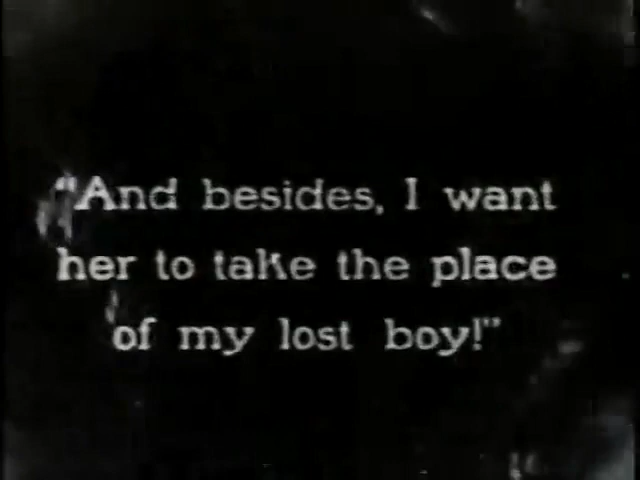 "And besides, I want
her to take the place
of my lost boy!"